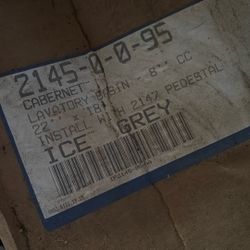 2145-0-0-95
CABERNET
LAVATORY BASIN - 8" CC
22" x 18"
INSTALL WITH 2147 PEDESTAL
ICE GREY